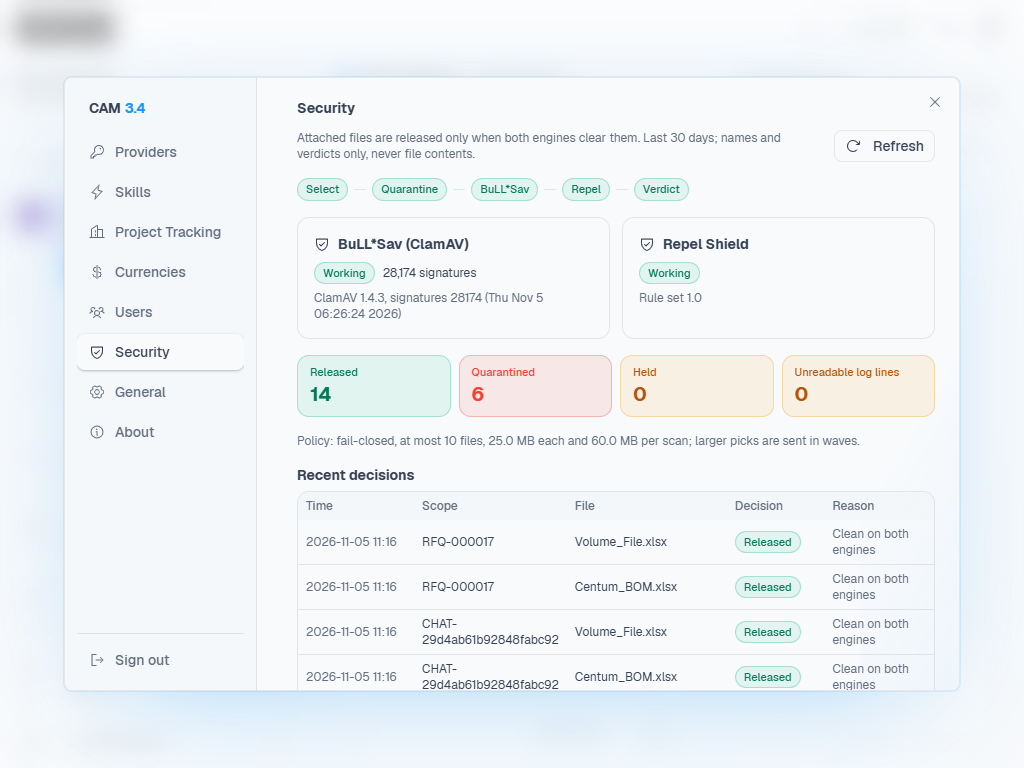 CAM 3.4
Providers
Skills
Project Tracking
Currencies
Users
Security
General
About
Sign out
Security
Attached files are released only when both engines clear them. Last 30 days; names and
verdicts only, never file contents.
Refresh
Select
Quarantine
BuLL*Sav
Repel
Verdict
BuLL*Sav (ClamAV)
Working
28,174 signatures
ClamAV 1.4.3, signatures 28174 (Thu Nov 5
06:26:24 2026)
Repel Shield
Working
Rule set 1.0
Released
14
Quarantined
6
Held
0
Unreadable log lines
0
Policy: fail-closed, at most 10 files, 25.0 MB each and 60.0 MB per scan; larger picks are sent in waves.
Recent decisions
Time Scope File Decision Reason
2026-11-05 11:16 RFQ-000017 Volume_File.xlsx Released Clean on both
engines
2026-11-05 11:16 RFQ-000017 Centum_BOM.xlsx Released Clean on both
engines
2026-11-05 11:16 CHAT-
29d4ab61b92848fabc92 Volume_File.xlsx Released Clean on both
engines
2026-11-05 11:16 CHAT-
29d4ab61b92848fabc92 Centum_BOM.xlsx Released Clean on both
engines